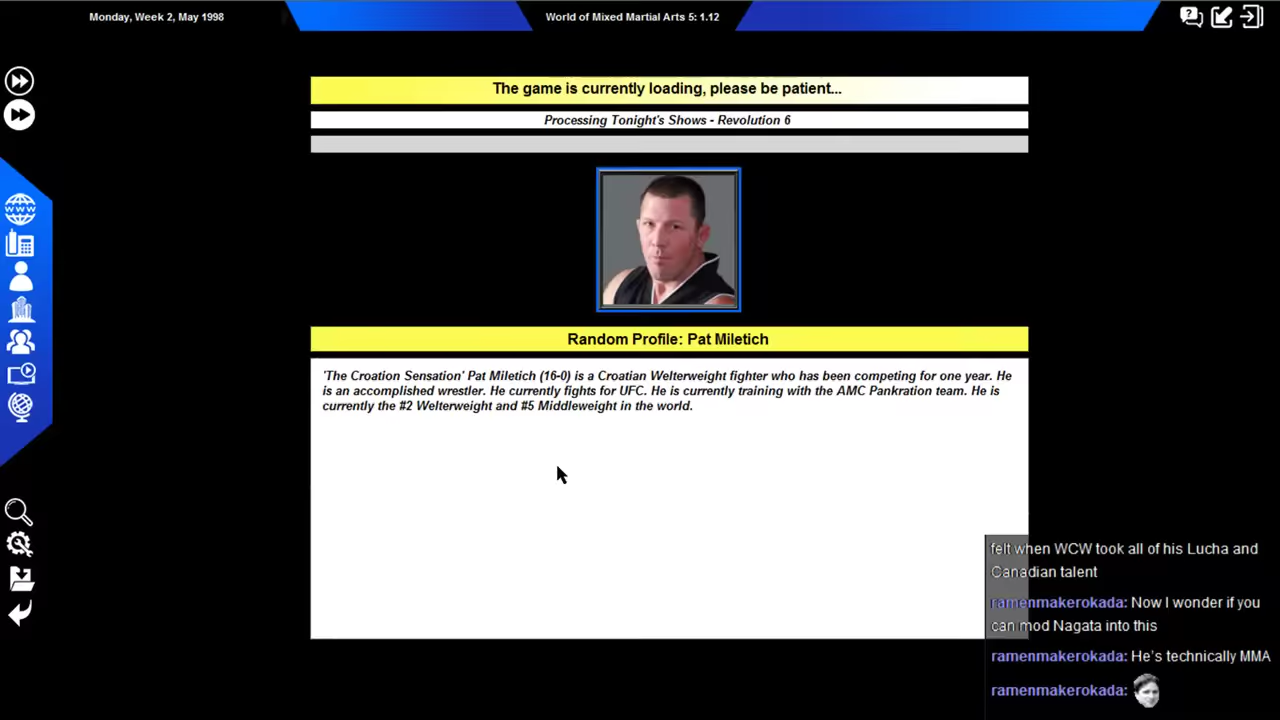 Monday, Week 2, May 1998
World of Mixed Martial Arts 5: 1.12
The game is currently loading, please be patient...
Processing Tonight's Shows - Revolution 6
Random Profile: Pat Miletich
'The Croation Sensation' Pat Miletich (16-0) is a Croatian Welterweight fighter who has been competing for one year. He
is an accomplished wrestler. He currently fights for UFC. He is currently training with the AMC Pankration team. He is
currently the #2 Welterweight and #5 Middleweight in the world.
felt when WCW took all of his Lucha and
Canadian talent
ramenmakerokada: Now I wonder if you
can mod Nagata into this
ramenmakerokada: He's technically MMA
ramenmakerokada:
WWW